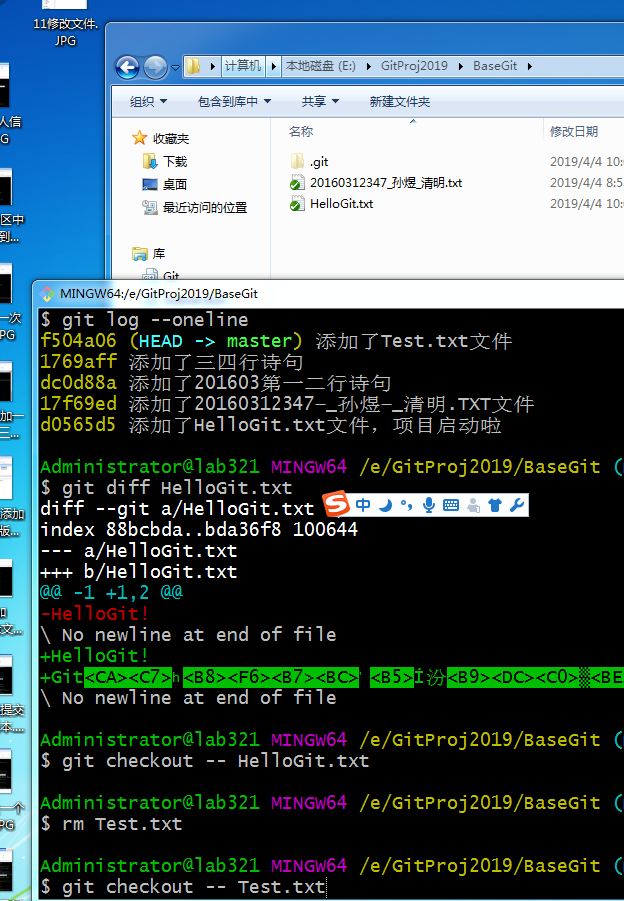 11修改文件.
JPG
计算机 本地磁盘 (E:) GitProj2019 BaseGit
组织 包含到库中 共享 新建文件夹
收藏夹
下载
桌面
最近访问的位置
库
Git
名称 修改日期
.git 2019/4/4 10:
20160312347_孙煜_清明.txt 2019/4/4 8:5
HelloGit.txt 2019/4/4 10:
MINGW64:/e/GitProj2019/BaseGit
$ git log --oneline
f504a06 (HEAD -> master) 添加了Test.txt文件
1769aff 添加了三四行诗句
dc0d88a 添加了201603第一二行诗句
17f69ed 添加了20160312347-_孙煜-_清明.TXT文件
d0565d5 添加了HelloGit.txt文件，项目启动啦
Administrator@lab321 MINGW64 /e/GitProj2019/BaseGit (
$ git diff HelloGit.txt
diff --git a/HelloGit.txt
中
index 88bcbda..bda36f8 100644
--- a/HelloGit.txt
+++ b/HelloGit.txt
@@ -1 +1,2 @@
-HelloGit!
\ No newline at end of file
+HelloGit!
+Git<CA><C7>һ<B8><F6><B7><BC> <B5>İ汾<B9><DC><C0>▒<BE
\ No newline at end of file
Administrator@lab321 MINGW64 /e/GitProj2019/BaseGit (
$ git checkout -- HelloGit.txt
Administrator@lab321 MINGW64 /e/GitProj2019/BaseGit (
$ rm Test.txt
Administrator@lab321 MINGW64 /e/GitProj2019/BaseGit (
$ git checkout -- Test.txt